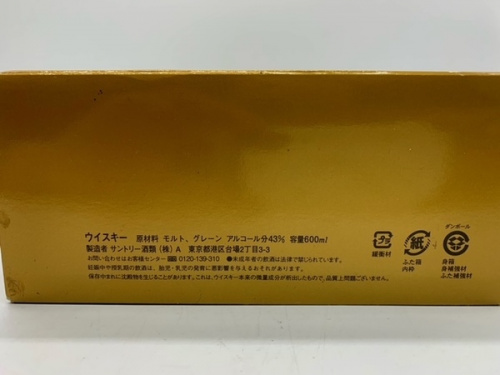 ウイスキー 原材料 モルト、グレーン アルコール分43% 容量600ml
製造者 サントリー酒類(株)A 東京都港区台場2丁目3-3
お問い合わせはお客様センター 0120-139-310 ●未成年者の飲酒は法律で禁じられています。
妊娠中や授乳期の飲酒は、胎児・乳児の発育に悪影響を与えるおそれがあります。
保存中まれに沈殿物を生じることがあります。これは、ウイスキー本来の微量成分が析出したもので、品質上問題ございません。
プラ
緩衝材
紙
ふた箱
内枠
ダンボール
身箱
身補強材
ふた補強材